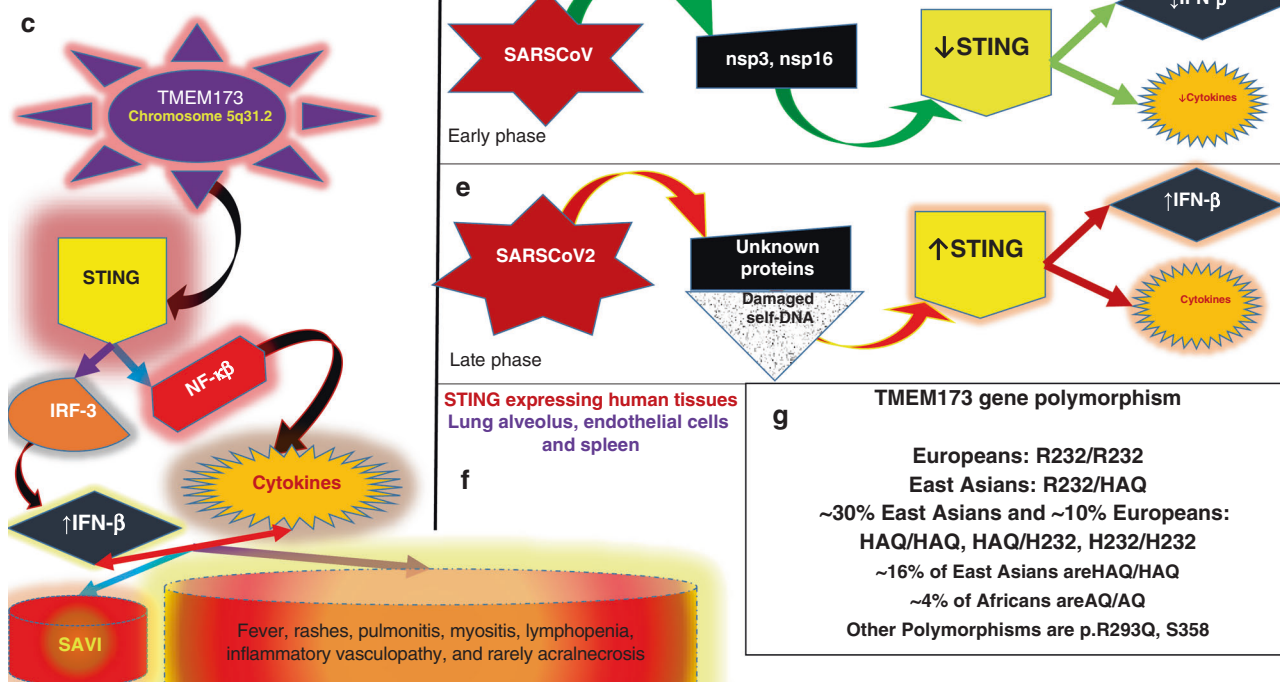 c
TMEM173
Chromosome 5q31.2
STING
IRF-3
NF-κβ
Cytokines
↑IFN-β
SAVI
Fever, rashes, pulmonitis, myositis, lymphopenia,
inflammatory vasculopathy, and rarely acralnecrosis
SARSCoV
Early phase
nsp3, nsp16
↓STING
↓IFN-β
↓Cytokines
e
SARSCoV2
Late phase
Unknown
proteins
Damaged
self-DNA
↑STING
↑IFN-β
Cytokines
STING expressing human tissues
Lung alveolus, endothelial cells
and spleen
f
g
TMEM173 gene polymorphism
Europeans: R232/R232
East Asians: R232/HAQ
~30% East Asians and ~10% Europeans:
HAQ/HAQ, HAQ/H232, H232/H232
~16% of East Asians areHAQ/HAQ
~4% of Africans areAQ/AQ
Other Polymorphisms are p.R293Q, S358